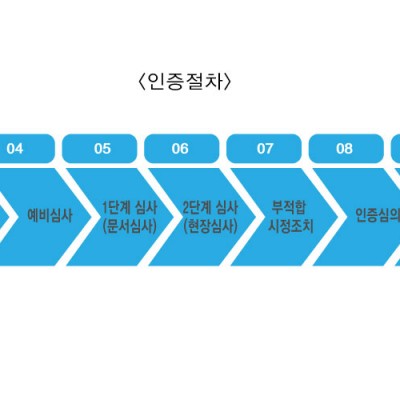 〈인증절차〉
04
05
06
07
08
예비심사
1단계 심사
(문서심사)
2단계 심사
(현장심사)
부적합
시정조치
인증심의